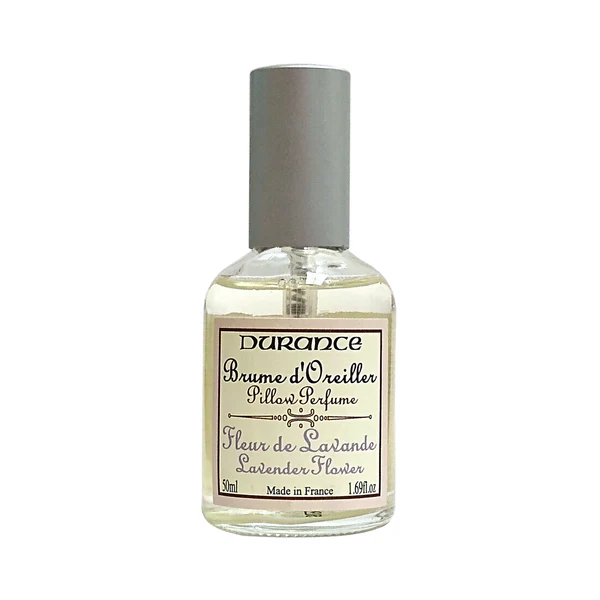 DURANCE
Brume d'Oreiller
Pillow Perfume
Fleur de Lavande
Lavender Flower
50ml Made in France 1.69fl.oz